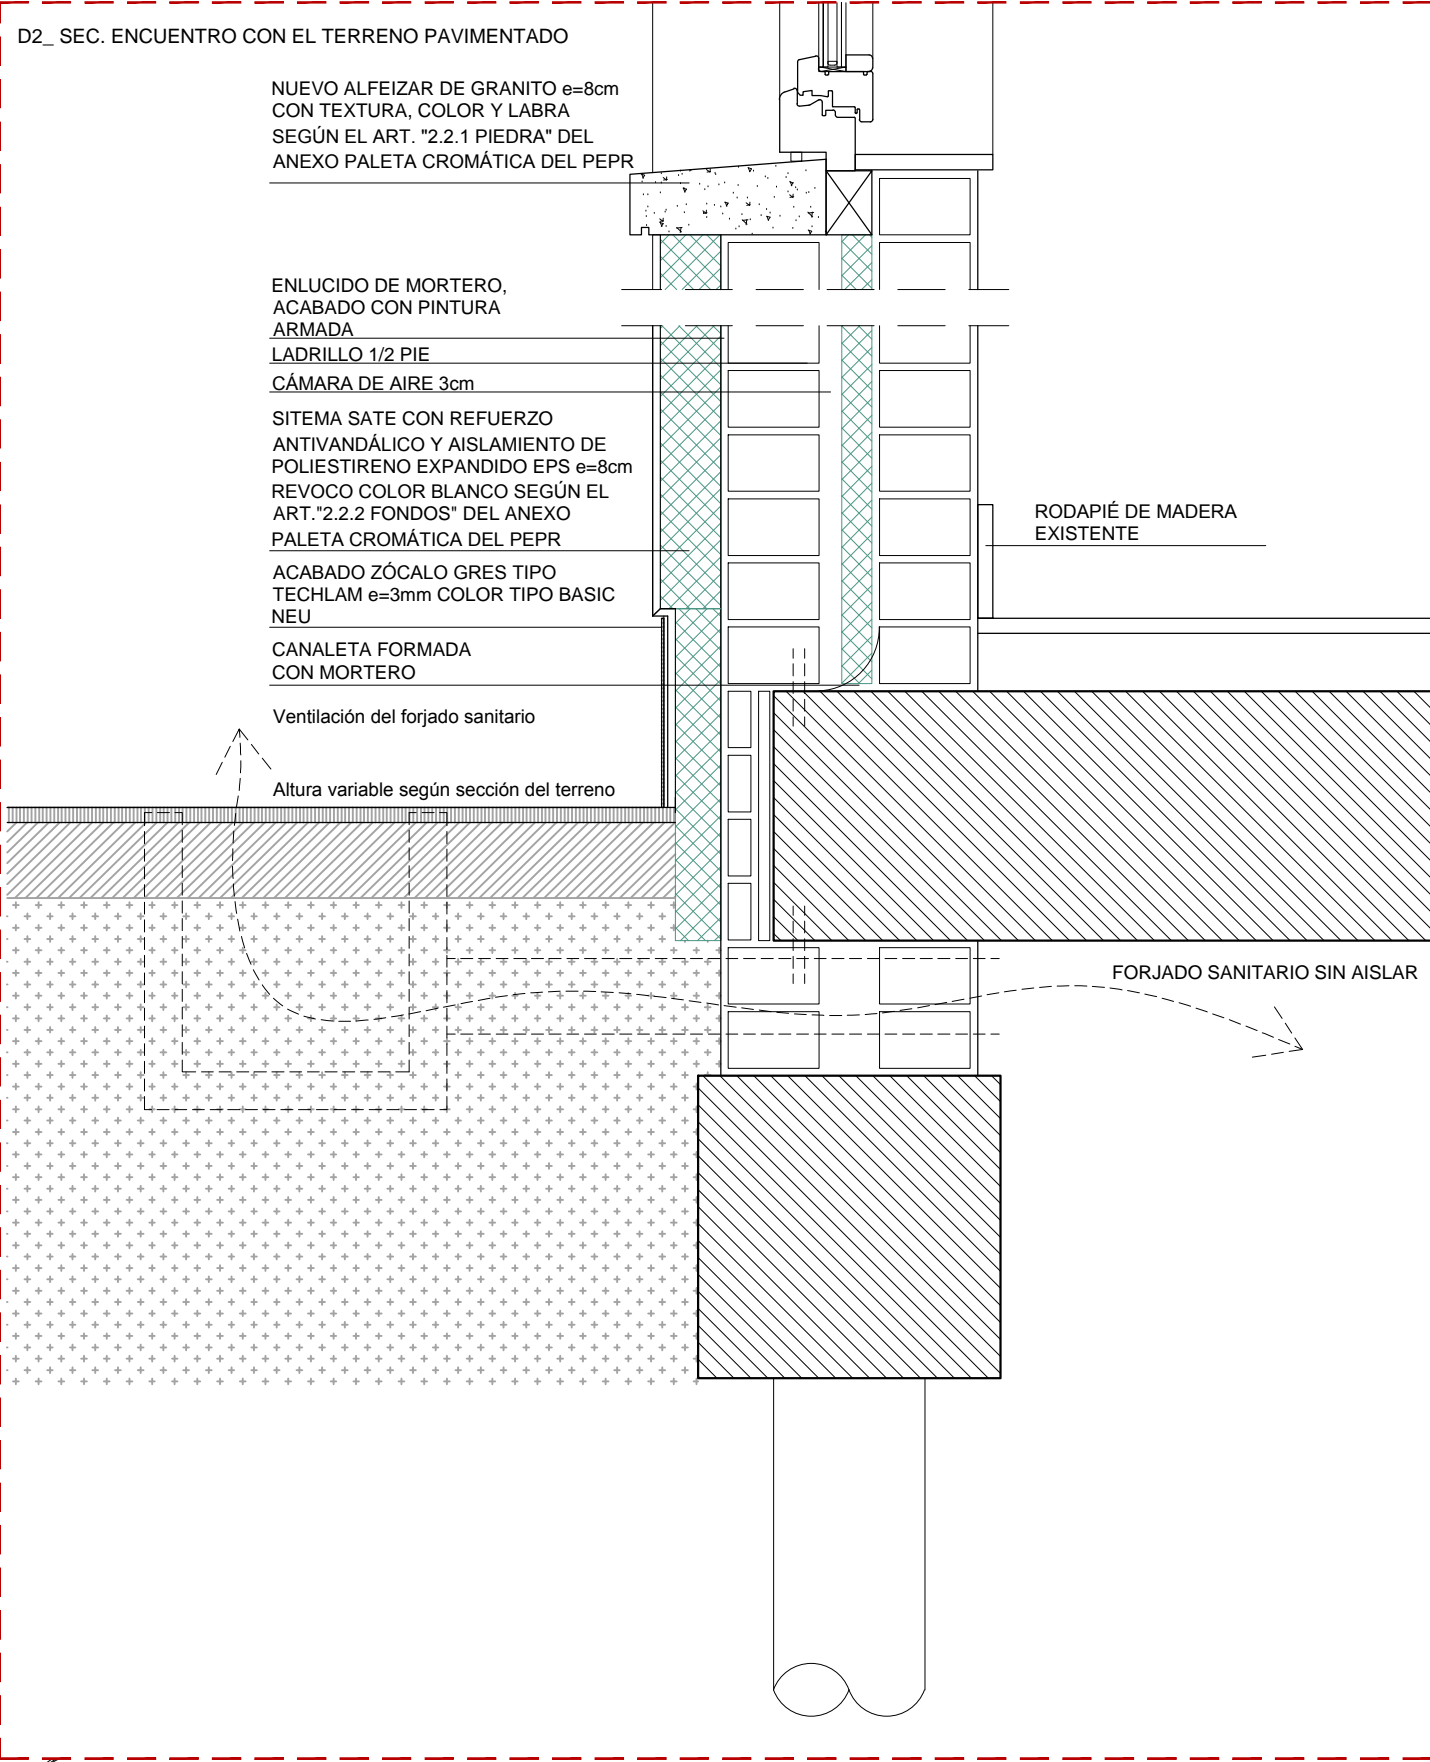 D2_ SEC. ENCUENTRO CON EL TERRENO PAVIMENTADO
NUEVO ALFEIZAR DE GRANITO e=8cm
CON TEXTURA, COLOR Y LABRA
SEGÚN EL ART. "2.2.1 PIEDRA" DEL
ANEXO PALETA CROMÁTICA DEL PEPR
ENLUCIDO DE MORTERO,
ACABADO CON PINTURA
ARMADA
LADRILLO 1/2 PIE
CÁMARA DE AIRE 3cm
SITEMA SATE CON REFUERZO
ANTIVANDÁLICO Y AISLAMIENTO DE
POLIESTIRENO EXPANDIDO EPS e=8cm
REVOCO COLOR BLANCO SEGÚN EL
ART."2.2.2 FONDOS" DEL ANEXO
PALETA CROMÁTICA DEL PEPR
RODAPIÉ DE MADERA
EXISTENTE
ACABADO ZÓCALO GRES TIPO
TECHLAM e=3mm COLOR TIPO BASIC
NEU
CANALETA FORMADA
CON MORTERO
Ventilación del forjado sanitario
Altura variable según sección del terreno
FORJADO SANITARIO SIN AISLAR